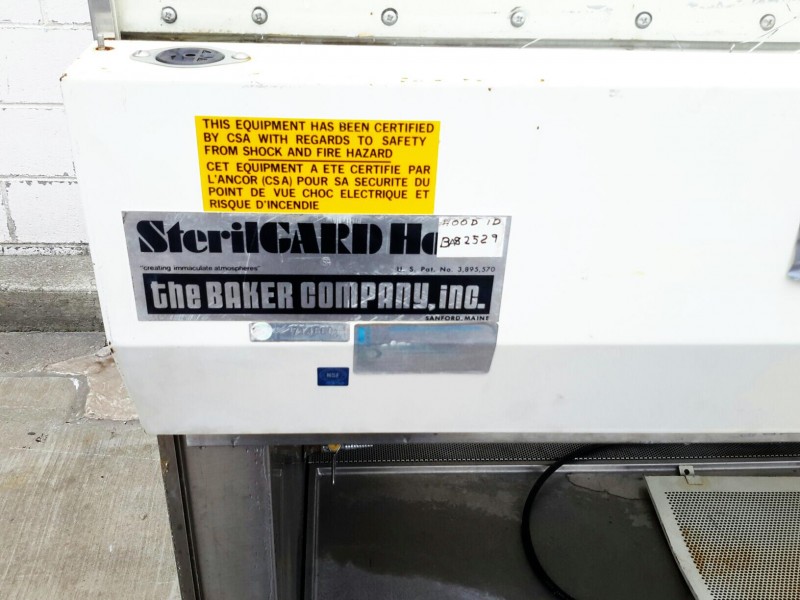 THIS EQUIPMENT HAS BEEN CERTIFIED
BY CSA WITH REGARDS TO SAFETY
FROM SHOCK AND FIRE HAZARD
CET EQUIPMENT A ETE CERTIFIE PAR
L'ANCOR (CSA) POUR SA SECURITE DU
POINT DE VUE CHOC ELECTRIQUE ET
RISQUE D'INCENDIE
HOOD ID
SterilGARD Ho
"creating immaculate atmospheres"
U. S. Pat. No. 3,895,570
the BAKER COMPANY, inc.
SANFORD, MAINE